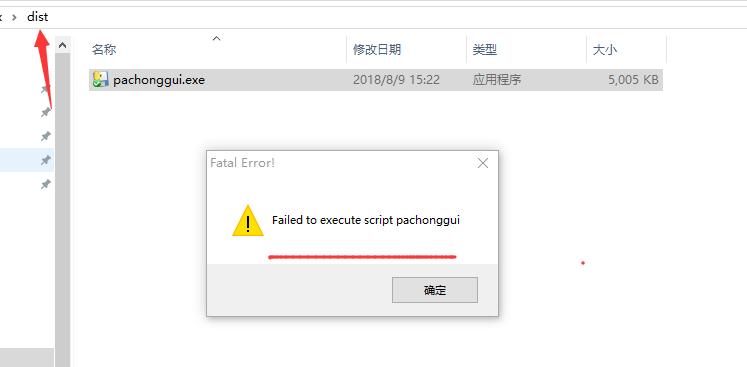 dist
名称 修改日期 类型 大小
pachonggui.exe 2018/8/9 15:22 应用程序 5,005 KB
Fatal Error!
Failed to execute script pachonggui
确定